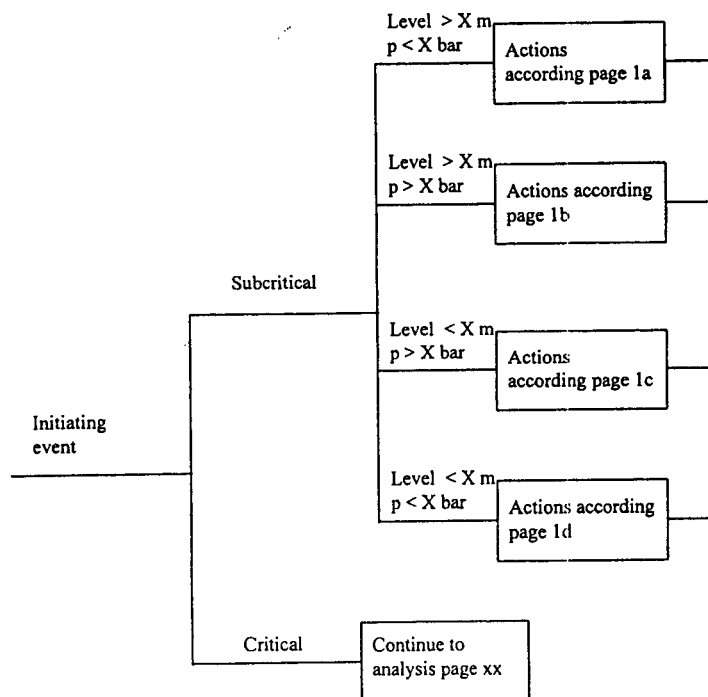 Level > X m
p < X bar
Actions
according page 1a
Level > X m
p > X bar
Actions according
page 1b
Subcritical
Level < X m
p > X bar
Actions
according page 1c
Initiating
event
Level < X m
p < X bar
Actions according
page 1d
Critical
Continue to
analysis page xx